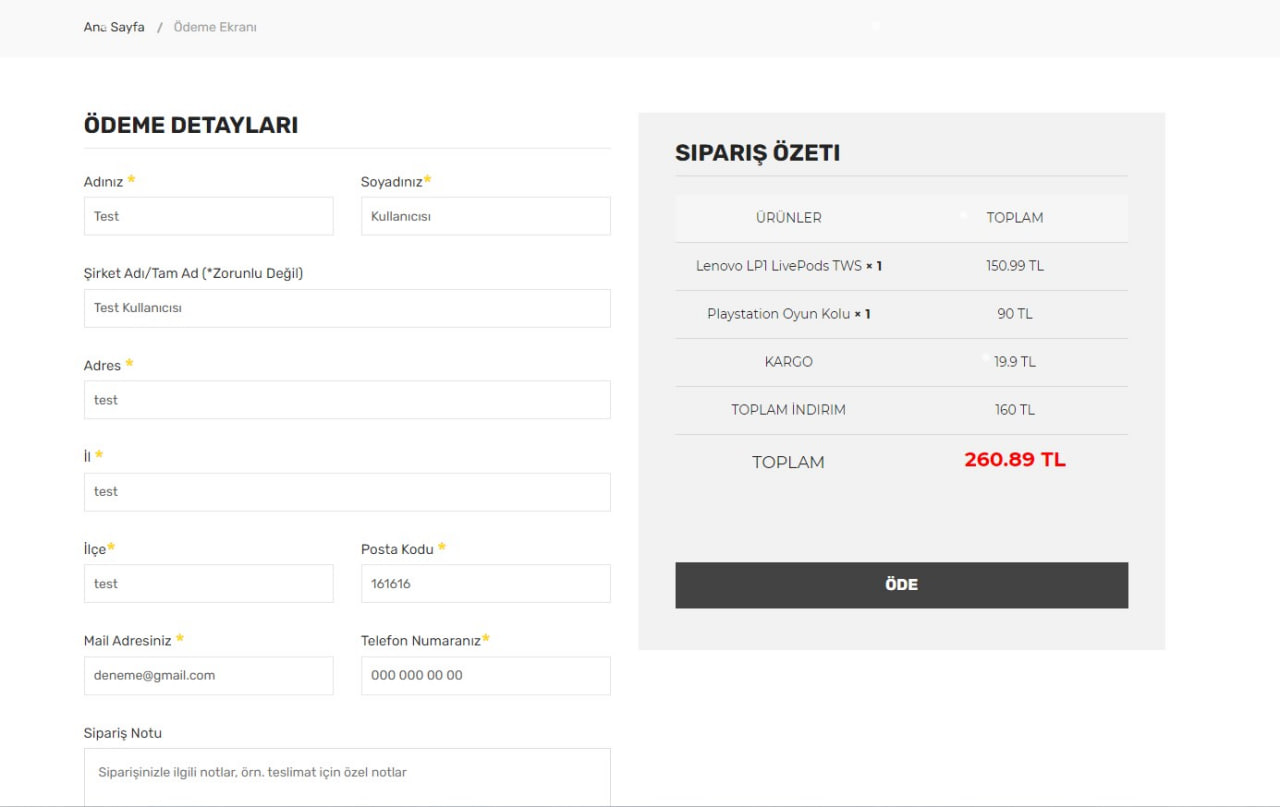 Ana Sayfa / Ödeme Ekranı
ÖDEME DETAYLARI
Adınız *
Soyadınız*
Test
Kullanıcısı
Şirket Adı/Tam Ad (*Zorunlu Değil)
Test Kullanıcısı
Adres *
test
İl *
test
İlçe*
Posta Kodu *
test
161616
Mail Adresiniz *
Telefon Numaranız*
deneme@gmail.com
000 000 00 00
Sipariş Notu
Siparişinizle ilgili notlar, örn. teslimat için özel notlar
SIPARIŞ ÖZETI
ÜRÜNLER TOPLAM
Lenovo LP1 LivePods TWS × 1 150.99 TL
Playstation Oyun Kolu × 1 90 TL
KARGO 19.9 TL
TOPLAM İNDIRIM 160 TL
TOPLAM 260.89 TL
ÖDE